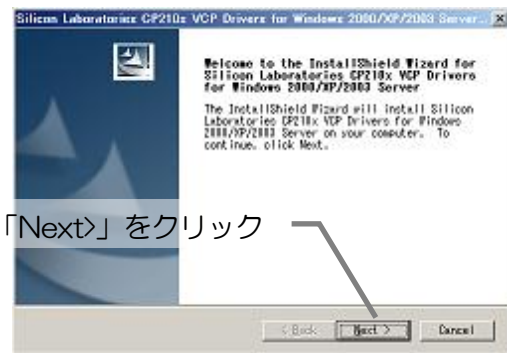 Silicon Laboratories CP210x VCP Drivers for Windows 2000/XP/2003 Server...
Welcome to the InstallShield Wizard for
Silicon Laboratories CP210x VCP Drivers
for Windows 2000/XP/2003 Server
The InstallShield Wizard will install Silicon
Laboratories CP210x VCP Drivers for Windows
2000/XP/2003 Server on your computer. To
continue, click Next.
「Next>」をクリック
< Back Next > Cancel